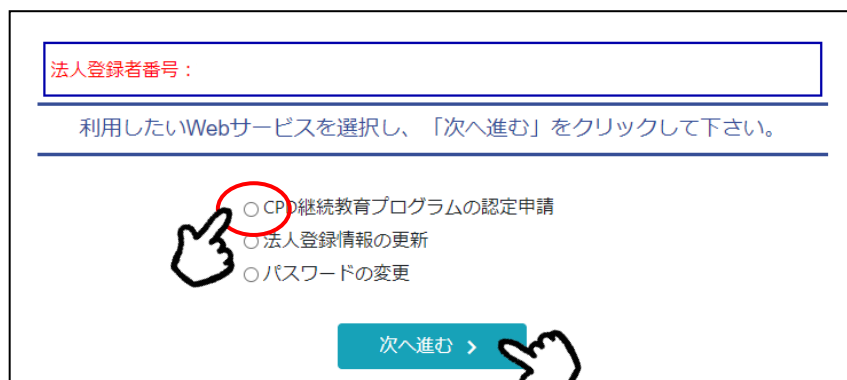 法人登録者番号：
利用したいWebサービスを選択し、「次へ進む」をクリックして下さい。
CPD継続教育プログラムの認定申請
法人登録情報の更新
パスワードの変更
次へ進む